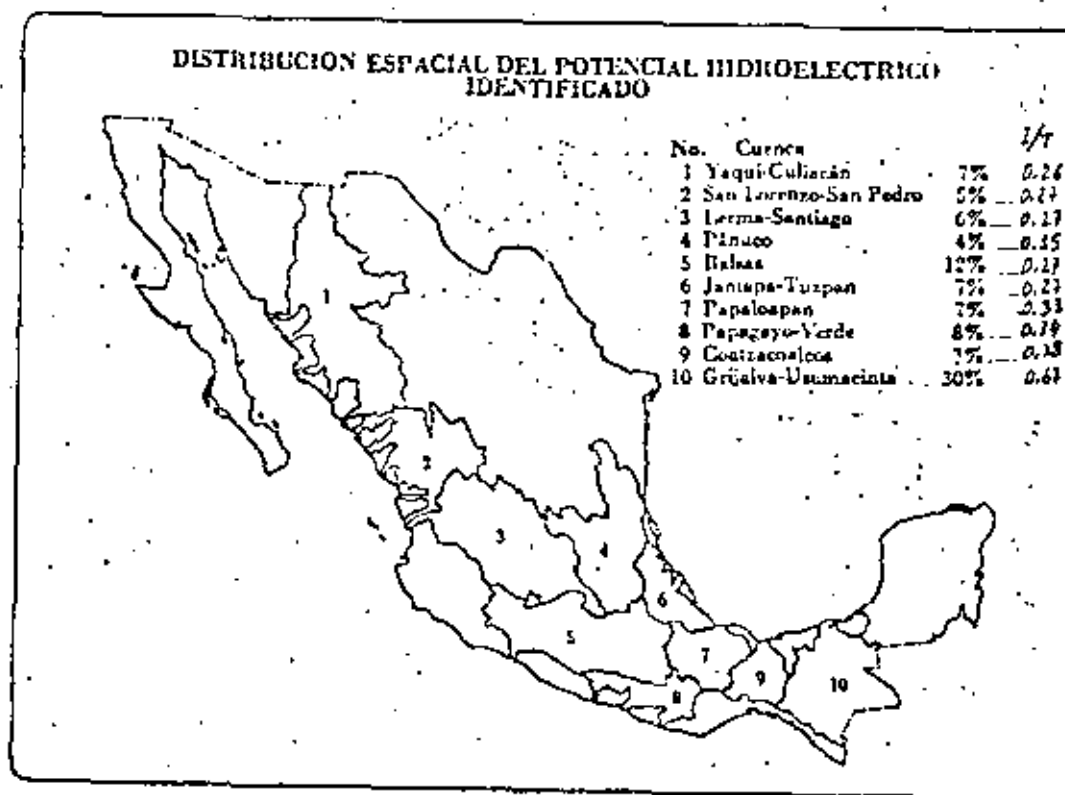 DISTRIBUCION ESPACIAL DEL POTENCIAL HIDROELECTRICO
IDENTIFICADO
No. Cuenca
1 Yaqui-Culiacán 7% 0.26
2 San Lorenzo-San Pedro 5%
3 Lerma-Santiago 6%
4 Pánuco 4%
5 Balsas 12%
6 Jamapa-Tuxpan 7%
7 Papaloapan 7%
8 Papagayo-Verde 8%
9 Coatzacoalcos
10 Grijalva-Usumacinta 30%
1
2
3
4
6
5
7
9
8
10